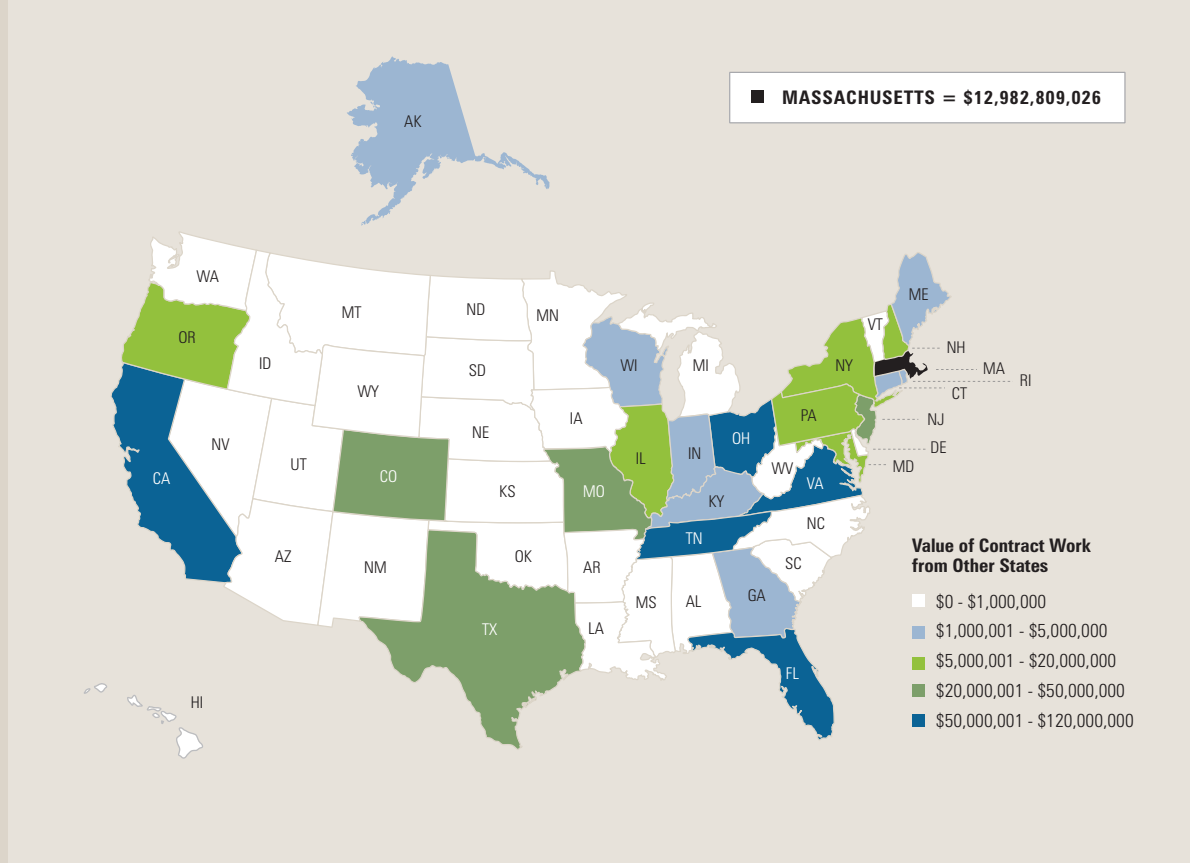 MASSACHUSETTS = $12,982,809,026
AK
WA
MT
ND
MN
VT
ME
NH
MA
RI
CT
NJ
DE
MD
OR
ID
WY
SD
WI
MI
NY
PA
NV
UT
CO
NE
IA
IL
IN
OH
WV
VA
CA
KS
MO
KY
NC
TN
SC
AZ
NM
OK
AR
MS
AL
GA
TX
LA
FL
HI
Value of Contract Work
from Other States
$0 - $1,000,000
$1,000,001 - $5,000,000
$5,000,001 - $20,000,000
$20,000,001 - $50,000,000
$50,000,001 - $120,000,000